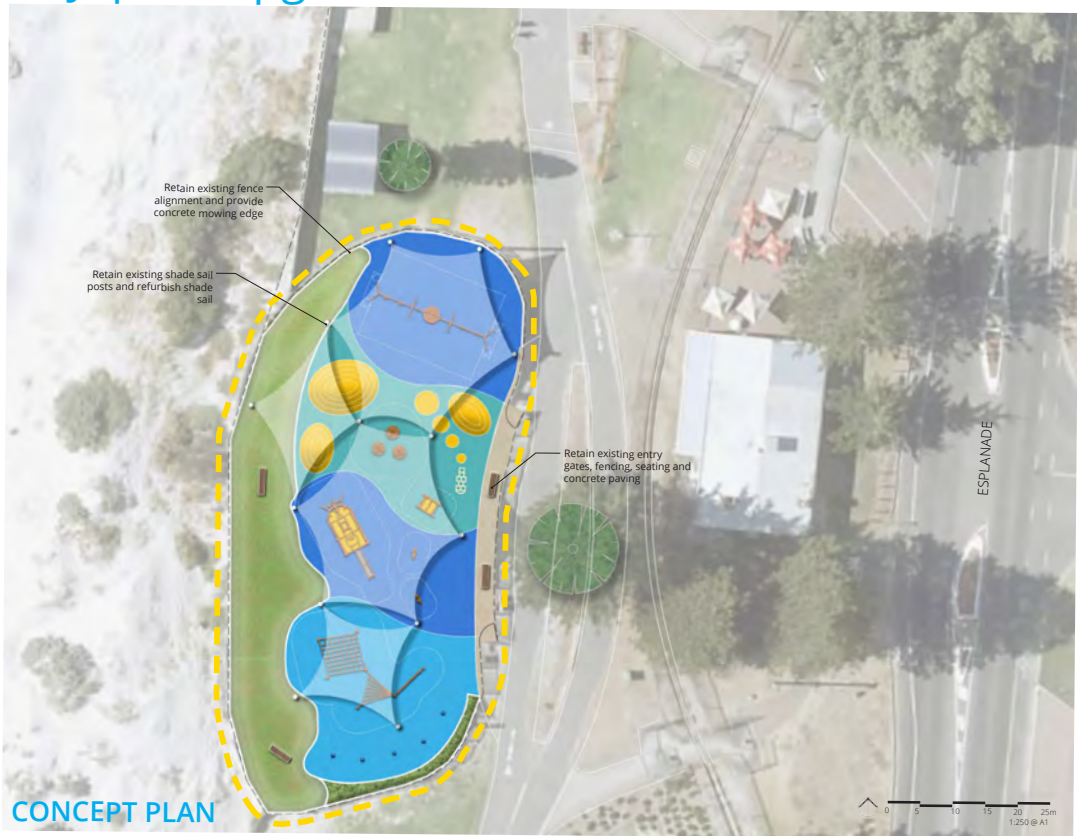 Retain existing fence
alignment and provide
concrete mowing edge
Retain existing shade sail
posts and refurbish shade
sail
Retain existing entry
gates, fencing, seating and
concrete paving
ESPLANADE
CONCEPT PLAN
0 5 10 15 20 25m
1:250 @ A1